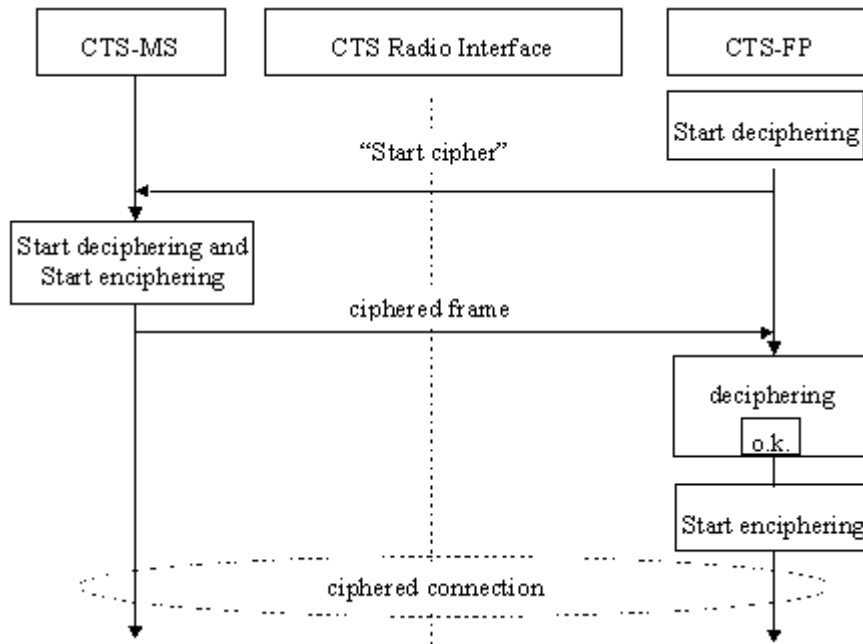 CTS-MS
CTS Radio Interface
CTS-FP
Start deciphering
“Start cipher”
Start deciphering and
Start enciphering
ciphered frame
deciphering
o.k.
Start enciphering
ciphered connection